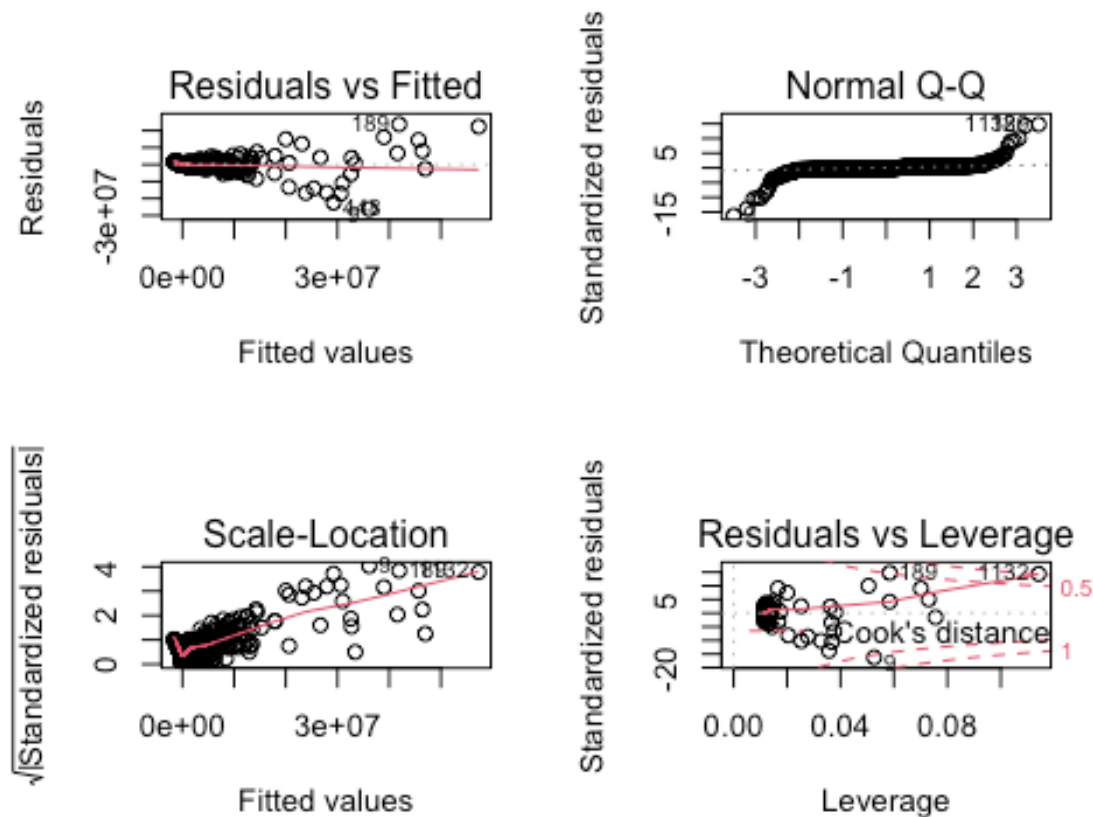 Residuals vs Fitted
Residuals
189
-3e+07
0e+00
3e+07
Fitted values
Normal Q-Q
Standardized residuals
5
-15
-3
-1
1
2
3
Theoretical Quantiles
Scale-Location
√|Standardized residuals|
9
4
2
0
0e+00
3e+07
Fitted values
Residuals vs Leverage
Standardized residuals
189
1132
0.5
5
Cook's distance
1
-20
9
0.00
0.04
0.08
Leverage